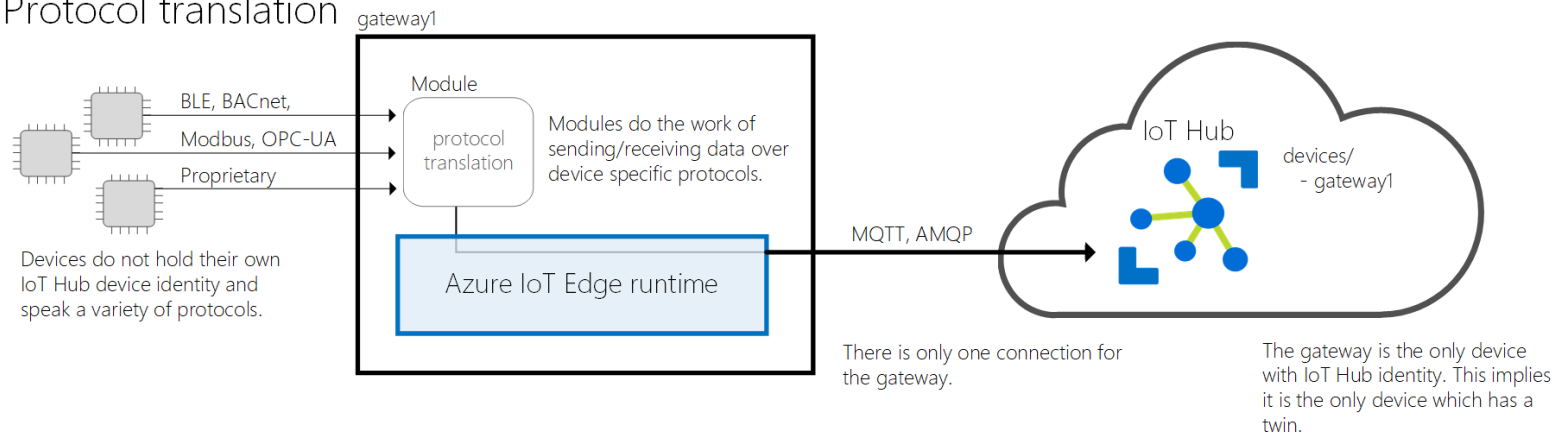 Protocol translation
gateway1
Module
BLE, BACnet,
Modbus, OPC-UA
Proprietary
protocol
translation
Modules do the work of
sending/receiving data over
device specific protocols.
Devices do not hold their own
IoT Hub device identity and
speak a variety of protocols.
Azure IoT Edge runtime
MQTT, AMQP
IoT Hub
devices/
- gateway1
There is only one connection for
the gateway.
The gateway is the only device
with IoT Hub identity. This implies
it is the only device which has a
twin.